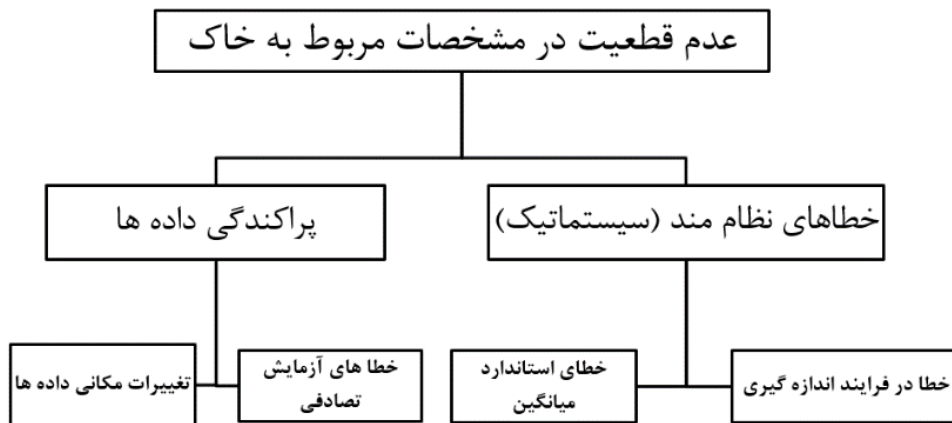 عدم قطعیت در مشخصات مربوط به خاک
خطاهای نظام مند (سیستماتیک)
پراکندگی داده ها
خطا در فرایند اندازه گیری
خطای استاندارد
میانگین
خطا های آزمایش
تصادفی
تغییرات مکانی داده ها